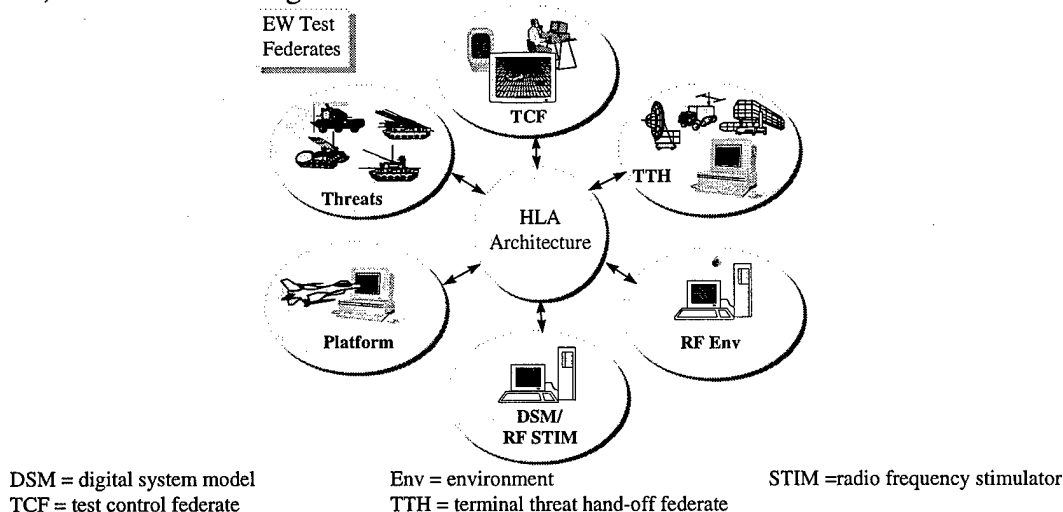 EW Test
Federates
TCF
Threats
TTH
HLA
Architecture
Platform
RF Env
DSM/
RF STIM
DSM = digital system model
Env = environment
STIM =radio frequency stimulator
TCF = test control federate
TTH = terminal threat hand-off federate